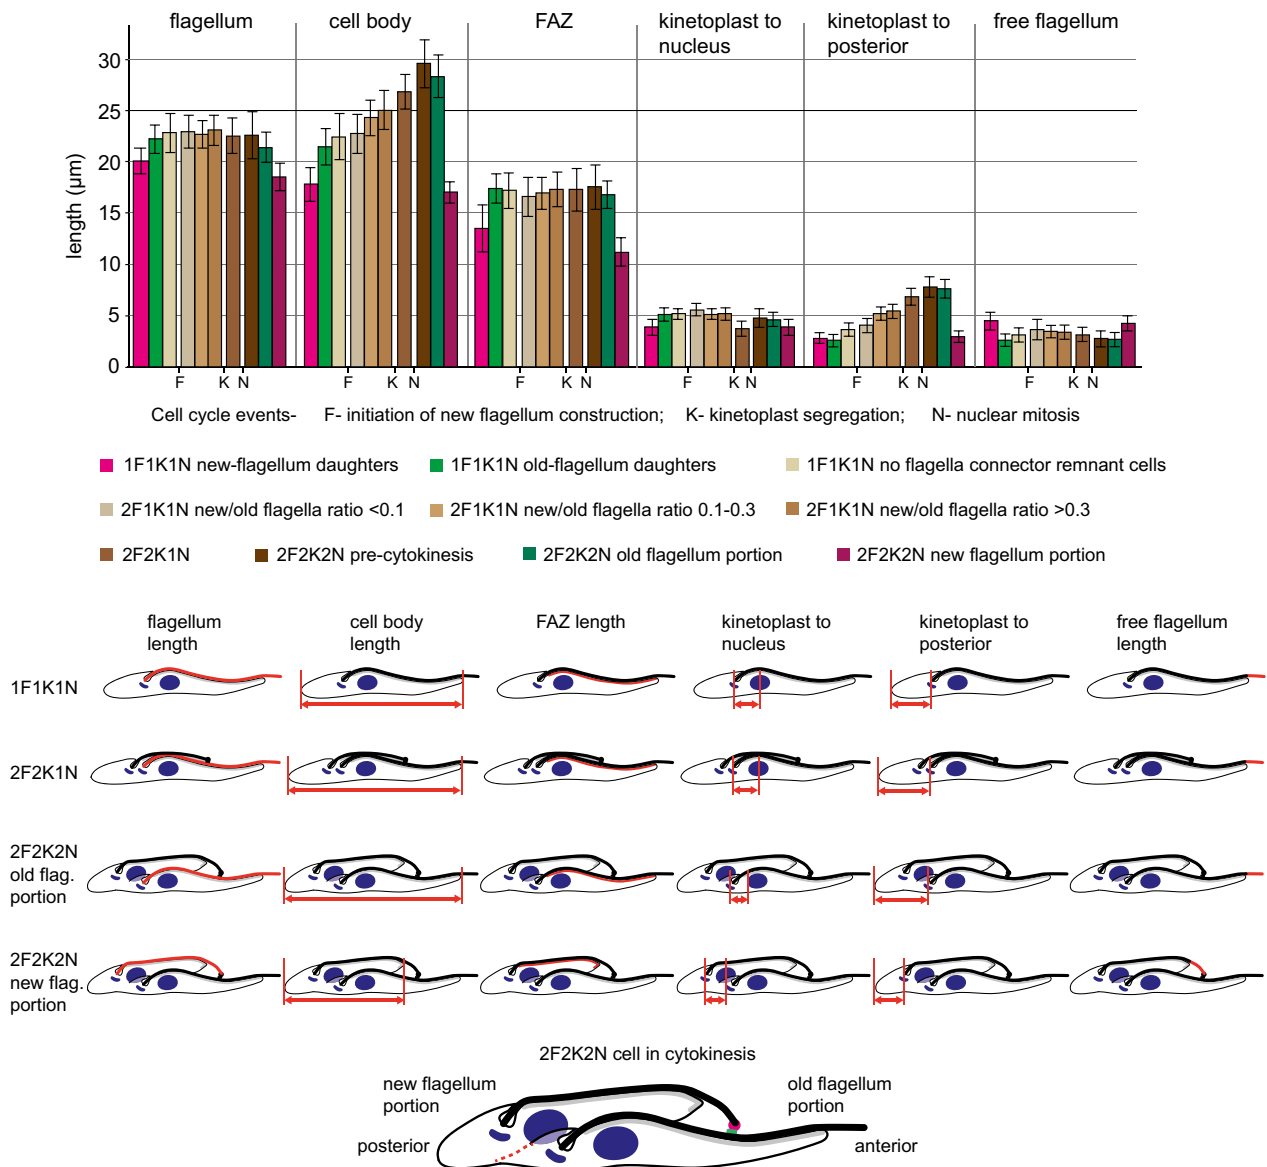 flagellum
cell body
FAZ
kinetoplast to
nucleus
kinetoplast to
posterior
free flagellum
length (μm)
30
25
20
15
10
5
0
F K N
F K N
F K N
F K N
F K N
F K N
Cell cycle events- F- initiation of new flagellum construction; K- kinetoplast segregation; N- nuclear mitosis
1F1K1N new-flagellum daughters
1F1K1N old-flagellum daughters
1F1K1N no flagella connector remnant cells
2F1K1N new/old flagella ratio <0.1
2F1K1N new/old flagella ratio 0.1-0.3
2F1K1N new/old flagella ratio >0.3
2F2K1N
2F2K2N pre-cytokinesis
2F2K2N old flagellum portion
2F2K2N new flagellum portion
flagellum
length
cell body
length
FAZ length
kinetoplast to
nucleus
kinetoplast to
posterior
free flagellum
length
1F1K1N
2F2K1N
2F2K2N
old flag.
portion
2F2K2N
new flag.
portion
2F2K2N cell in cytokinesis
new flagellum
portion
old flagellum
portion
posterior
anterior